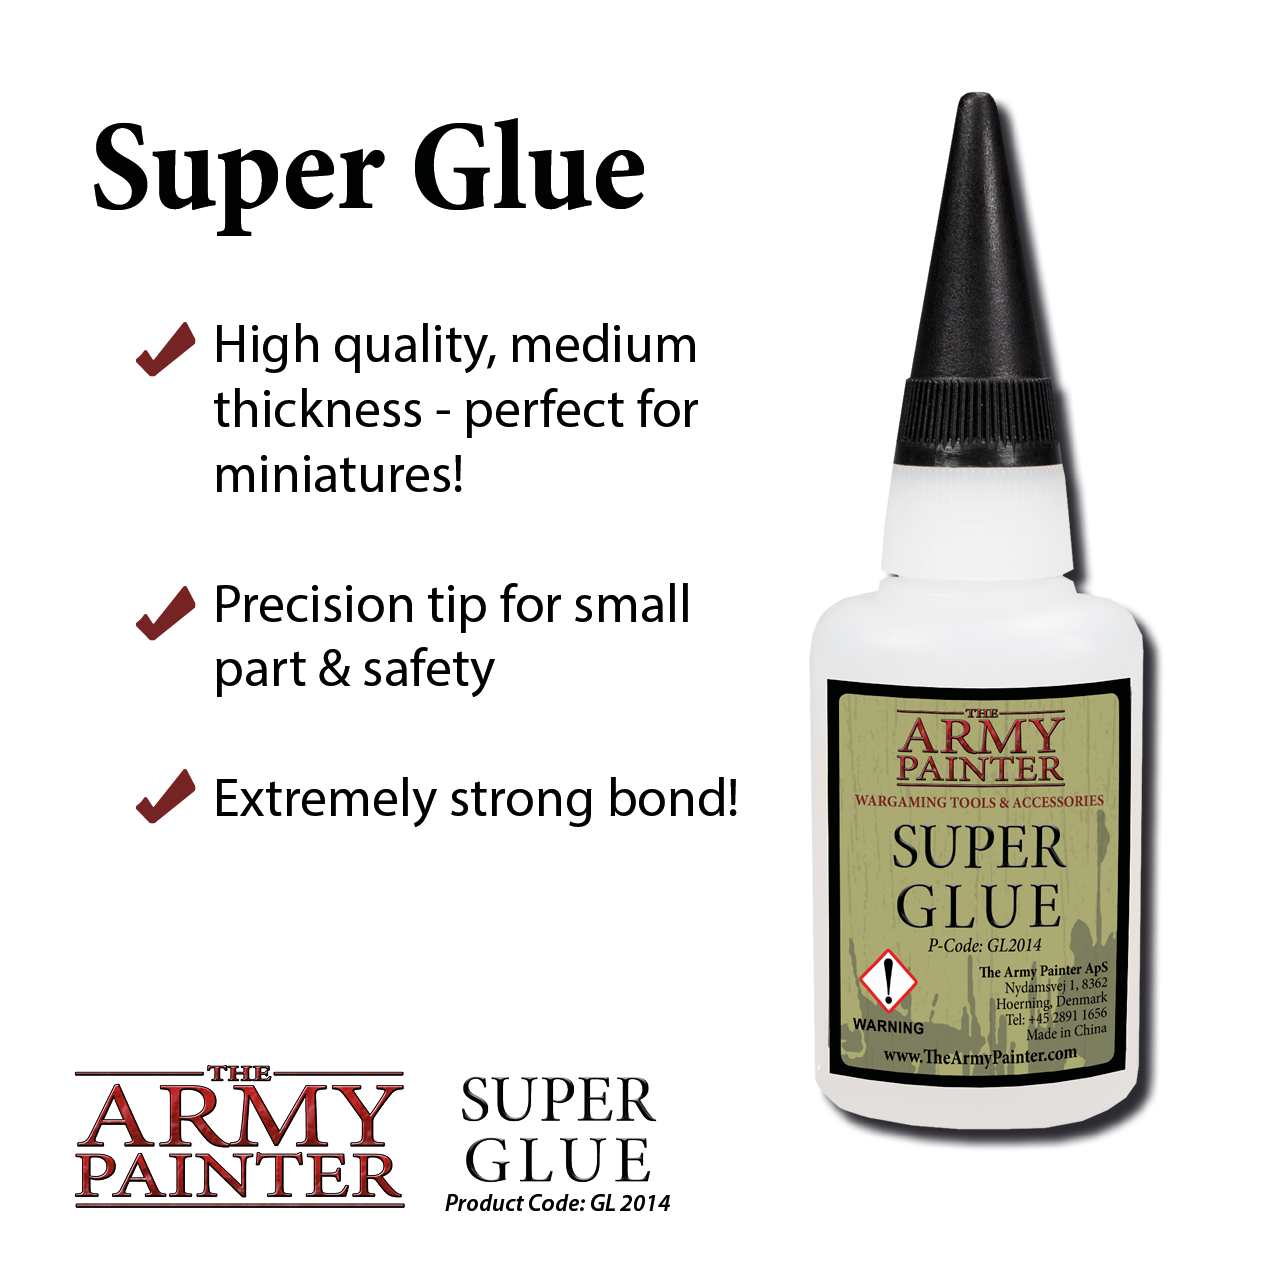 Super Glue
High quality, medium
thickness - perfect for
miniatures!
Precision tip for small
part & safety
Extremely strong bond!
THE
ARMY
PAINTER
WARGAMING TOOLS & ACCESSORIES
SUPER
GLUE
P-Code: GL2014
The Army Painter ApS
Nydamsvej 1, 8362
Hoerning, Denmark
Tel: +45 2891 1656
Made in China
WARNING
www.TheArmyPainter.com
THE
ARMY
PAINTER
SUPER
GLUE
Product Code: GL 2014